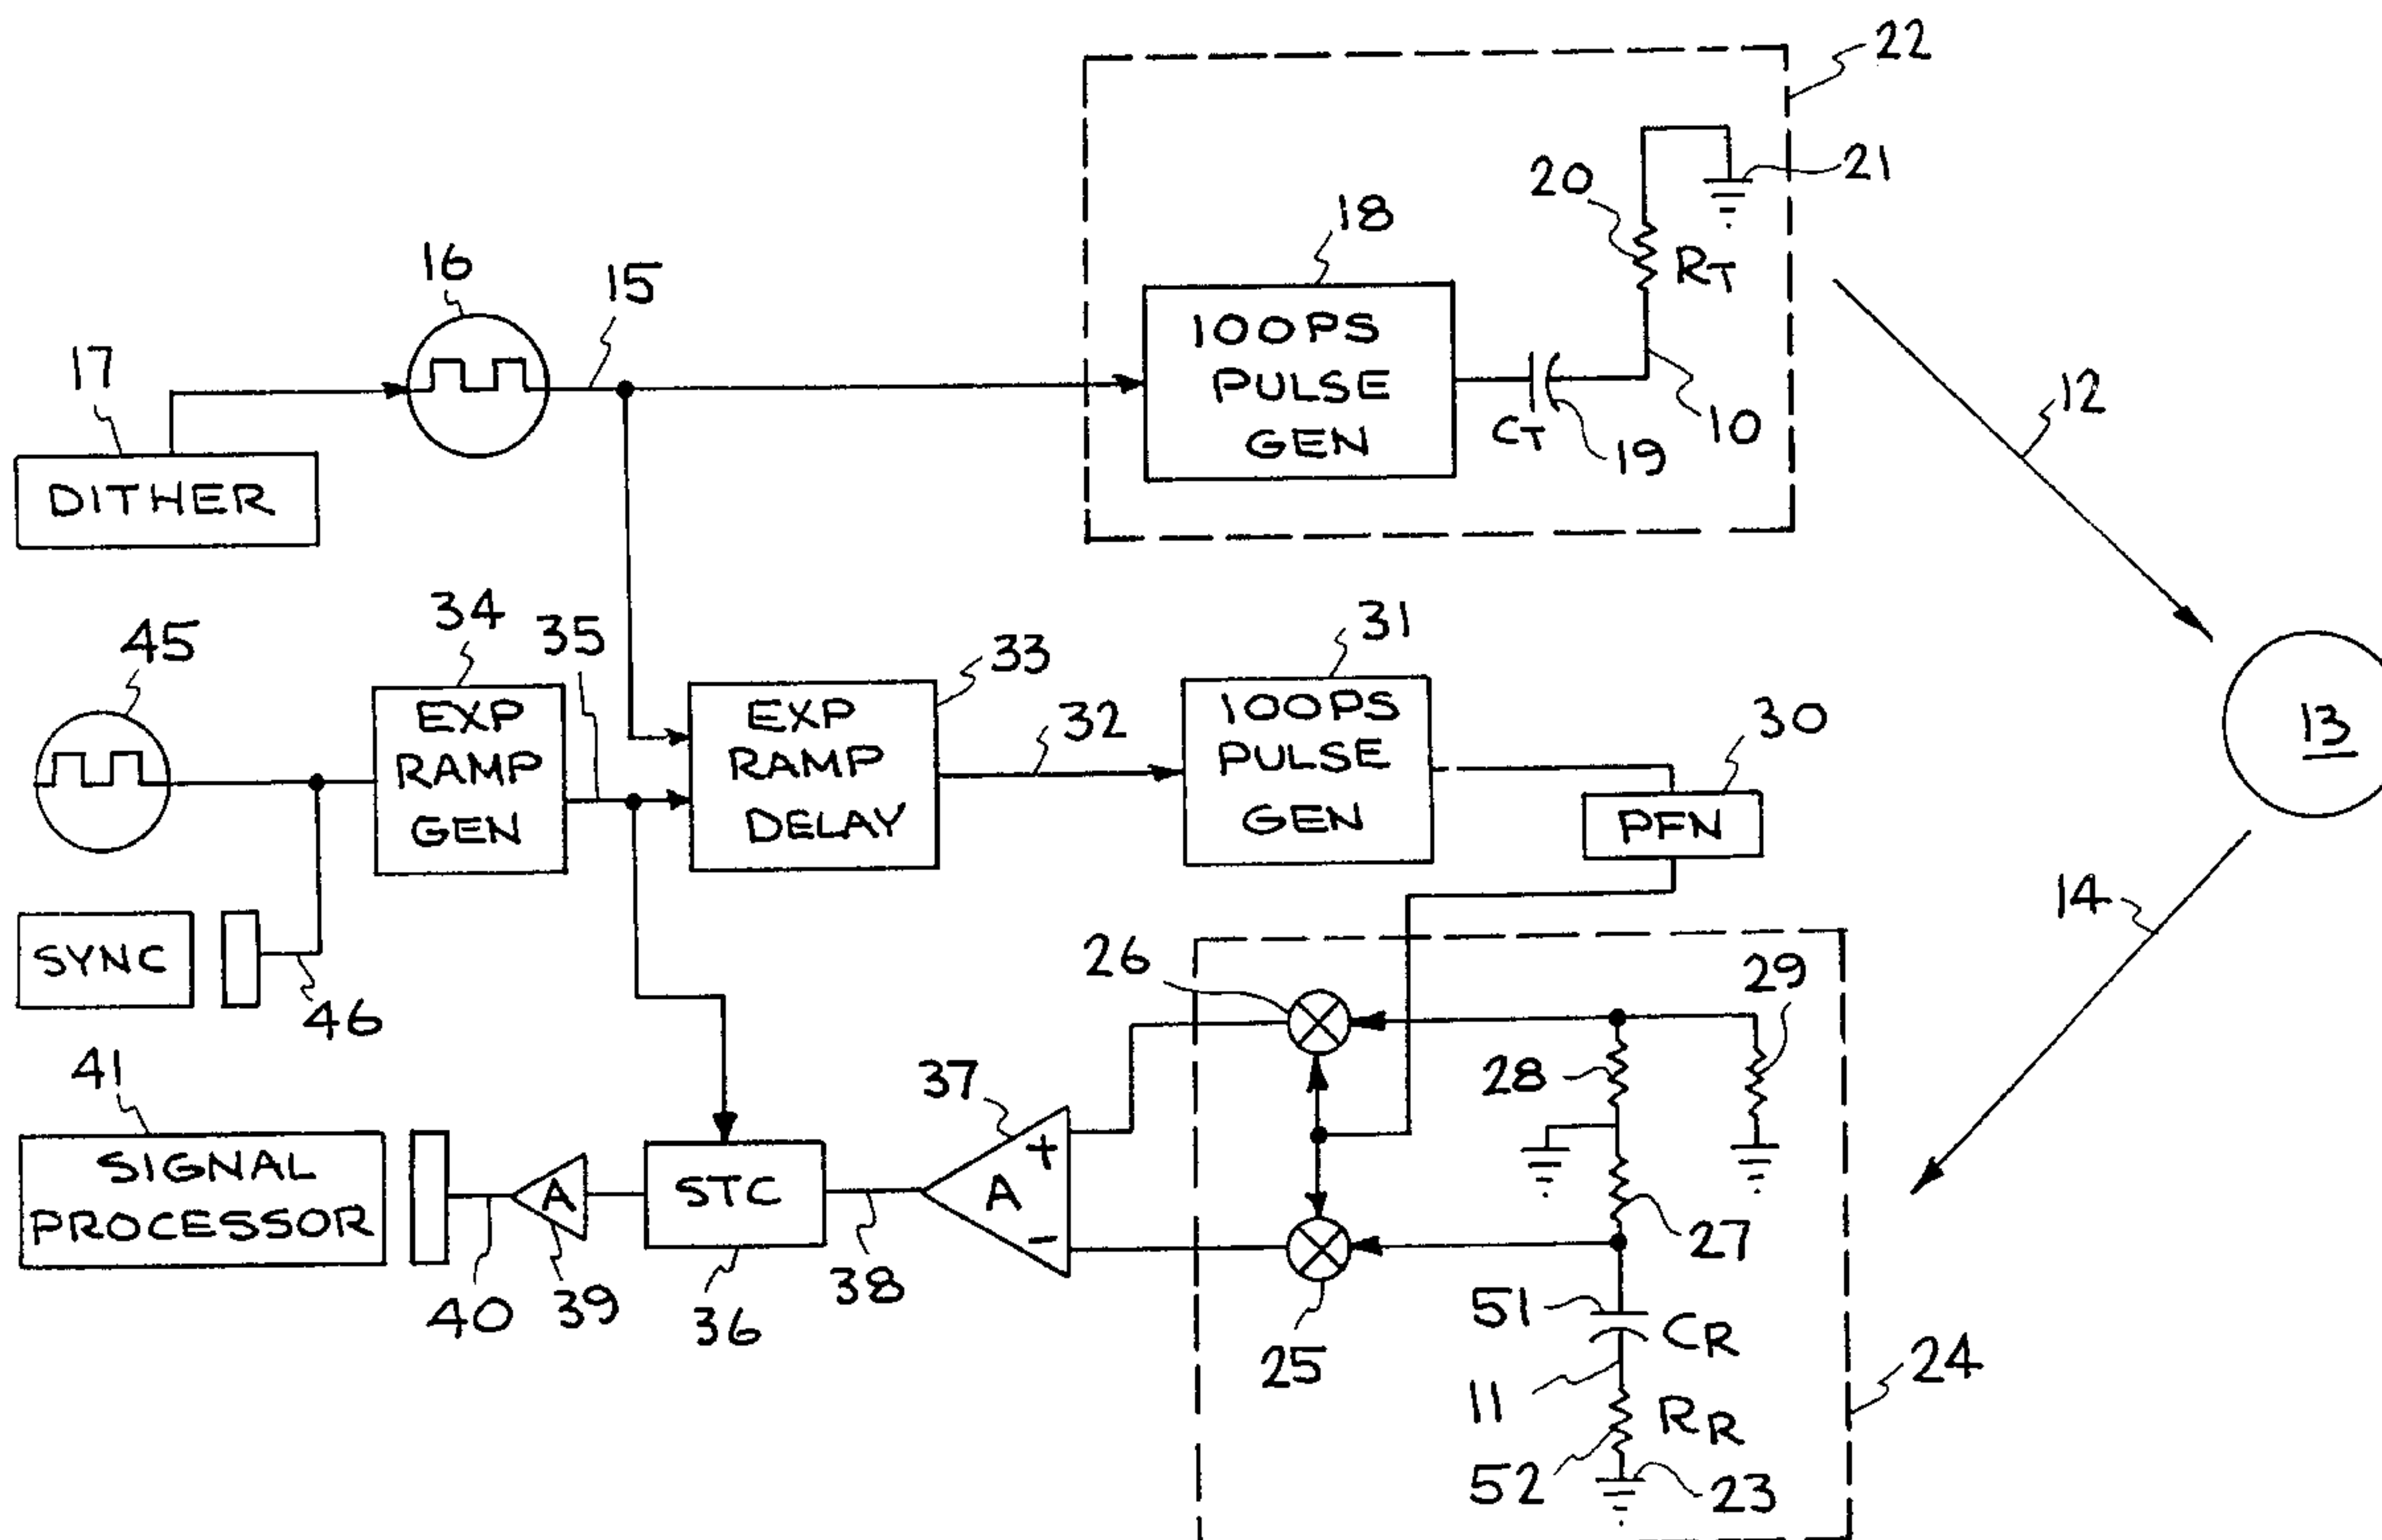 22
20
21
18
RT
16
15
100PS
PULSE
GEN
17
12
CT
19
10
DITHER
34
35
31
33
45
EXP
RAMP
GEN
EXP
RAMP
DELAY
32
100PS
PULSE
GEN
30
13
PFN
14
SYNC
26
29
46
41
37
28
SIGNAL
PROCESSOR
A
STC
A
+
-
27
40
39
36
38
25
51
CR
24
11
RR
52
23